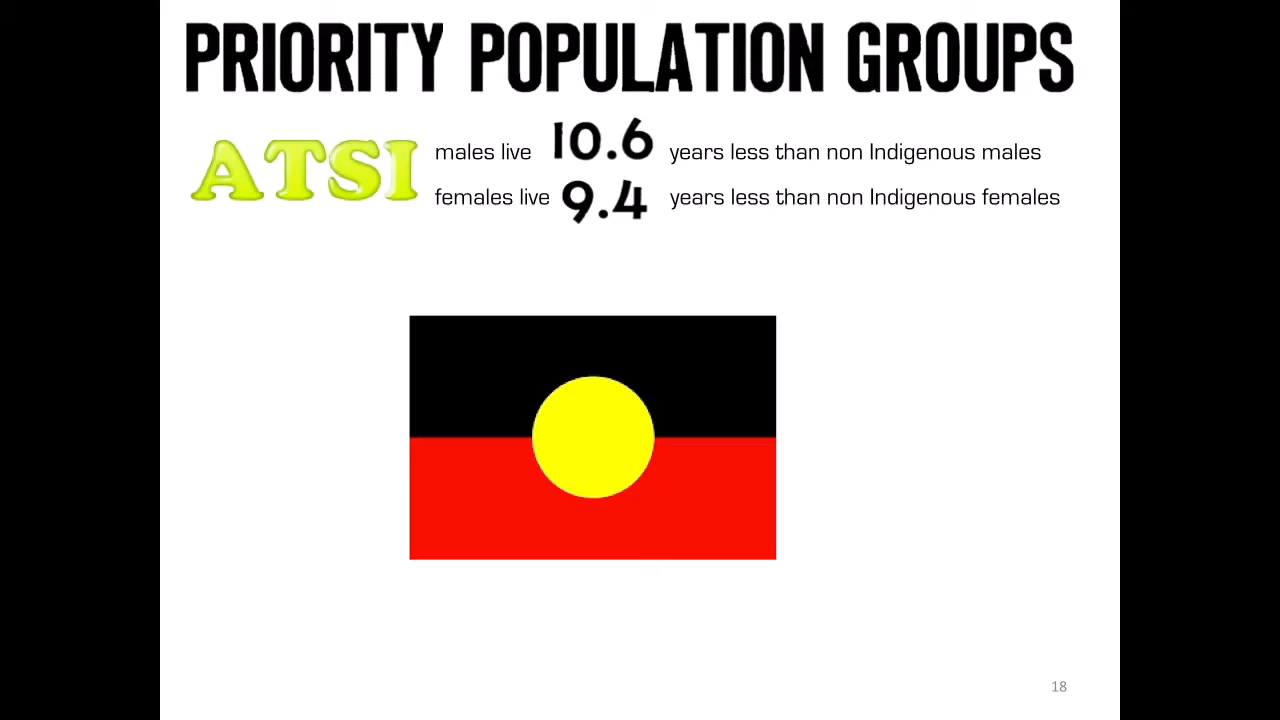 PRIORITY POPULATION GROUPS
ATSI
males live 10.6 years less than non Indigenous males
females live 9.4 years less than non Indigenous females
18